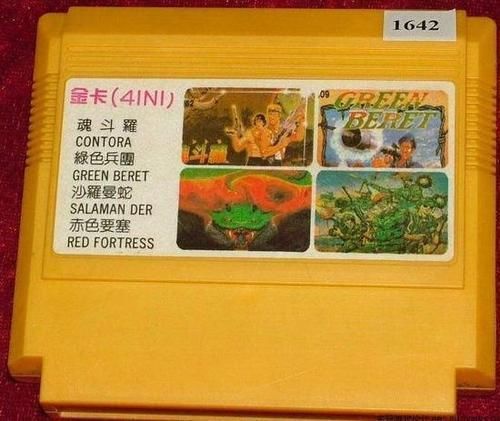 1642
金卡(4IN1)
魂斗羅
CONTORA
綠色兵團
GREEN BERET
沙羅曼蛇
SALAMAN DER
赤色要塞
RED FORTRESS
09
GREEN
BERET